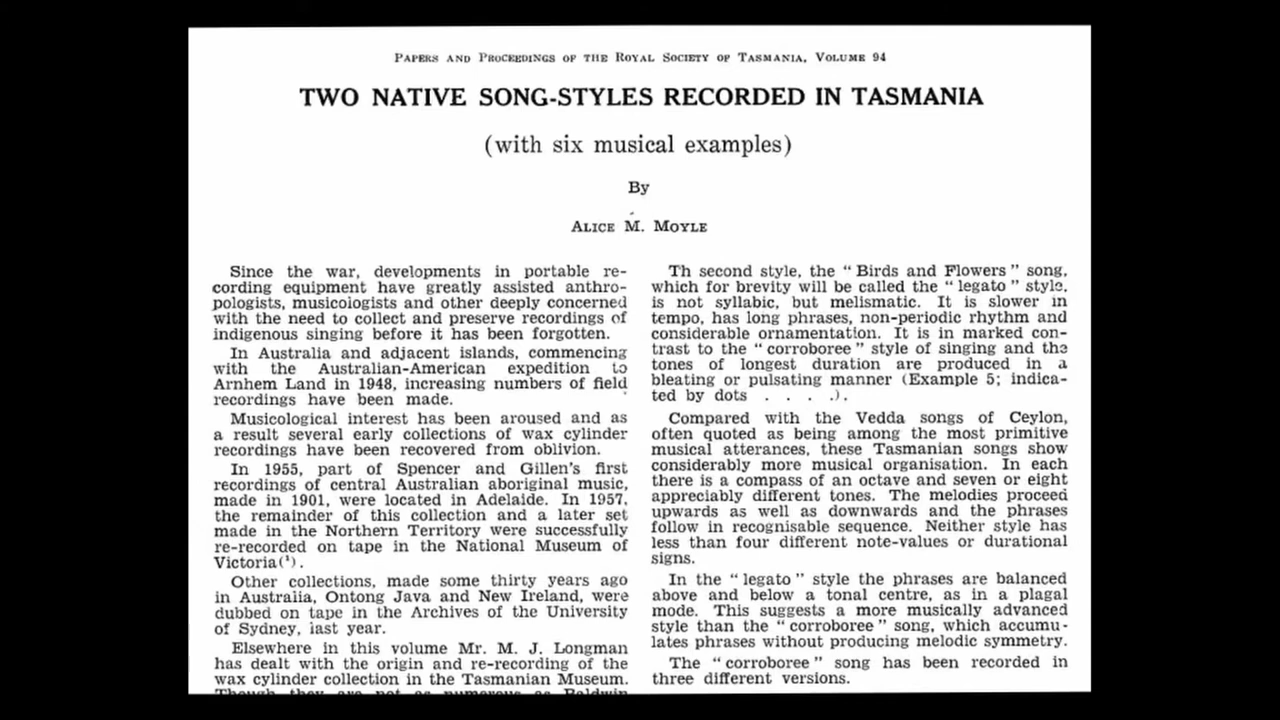 PAPERS AND PROCEEDINGS OF THE ROYAL SOCIETY OF TASMANIA, VOLUME 94
TWO NATIVE SONG-STYLES RECORDED IN TASMANIA
(with six musical examples)
By
ALICE M. MOYLE
Since the war, developments in portable re-
cording equipment have greatly assisted anthro-
pologists, musicologists and other deeply concerned
with the need to collect and preserve recordings of
indigenous singing before it has been forgotten.
In Australia and adjacent islands, commencing
with the Australian-American expedition to
Arnhem Land in 1948, increasing numbers of field
recordings have been made.
Musicological interest has been aroused and as
a result several early collections of wax cylinder
recordings have been recovered from oblivion.
In 1955, part of Spencer and Gillen's first
recordings of central Australian aboriginal music,
made in 1901, were located in Adelaide. In 1957,
the remainder of this collection and a later set
made in the Northern Territory were successfully
re-recorded on tape in the National Museum of
Victoria(¹).
Other collections, made some thirty years ago
in Australia, Ontong Java and New Ireland, were
dubbed on tape in the Archives of the University
of Sydney, last year.
Elsewhere in this volume Mr. M. J. Longman
has dealt with the origin and re-recording of the
wax cylinder collection in the Tasmanian Museum.
Though they are not as numerous as Baldwin
Th second style, the "Birds and Flowers" song,
which for brevity will be called the "legato" style,
is not syllabic, but melismatic. It is slower in
tempo, has long phrases, non-periodic rhythm and
considerable ornamentation. It is in marked con-
trast to the "corroboree" style of singing and the
tones of longest duration are produced in a
bleating or pulsating manner (Example 5; indica-
ted by dots . . . .).
Compared with the Vedda songs of Ceylon,
often quoted as being among the most primitive
musical atterances, these Tasmanian songs show
considerably more musical organisation. In each
there is a compass of an octave and seven or eight
appreciably different tones. The melodies proceed
upwards as well as downwards and the phrases
follow in recognisable sequence. Neither style has
less than four different note-values or durational
signs.
In the "legato" style the phrases are balanced
above and below a tonal centre, as in a plagal
mode. This suggests a more musically advanced
style than the "corroboree" song, which accumu-
lates phrases without producing melodic symmetry.
The "corroboree" song has been recorded in
three different versions.